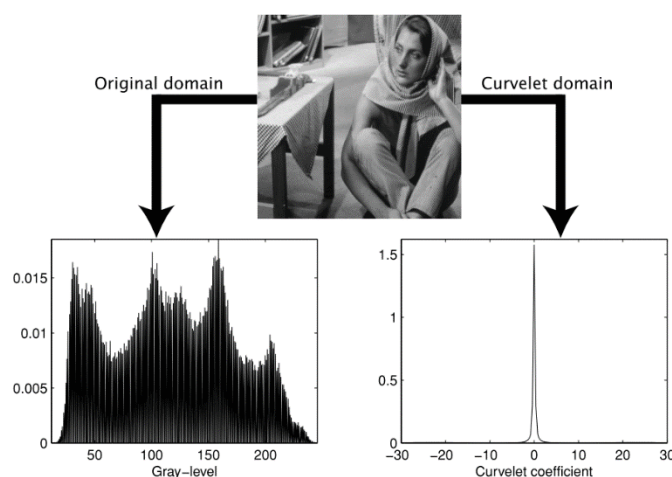 Original domain
Curvelet domain
0.015
0.01
0.005
0
50 100 150 200
Gray−level
1.5
1
0.5
0
−30 −20 −10 0 10 20 30
Curvelet coefficient